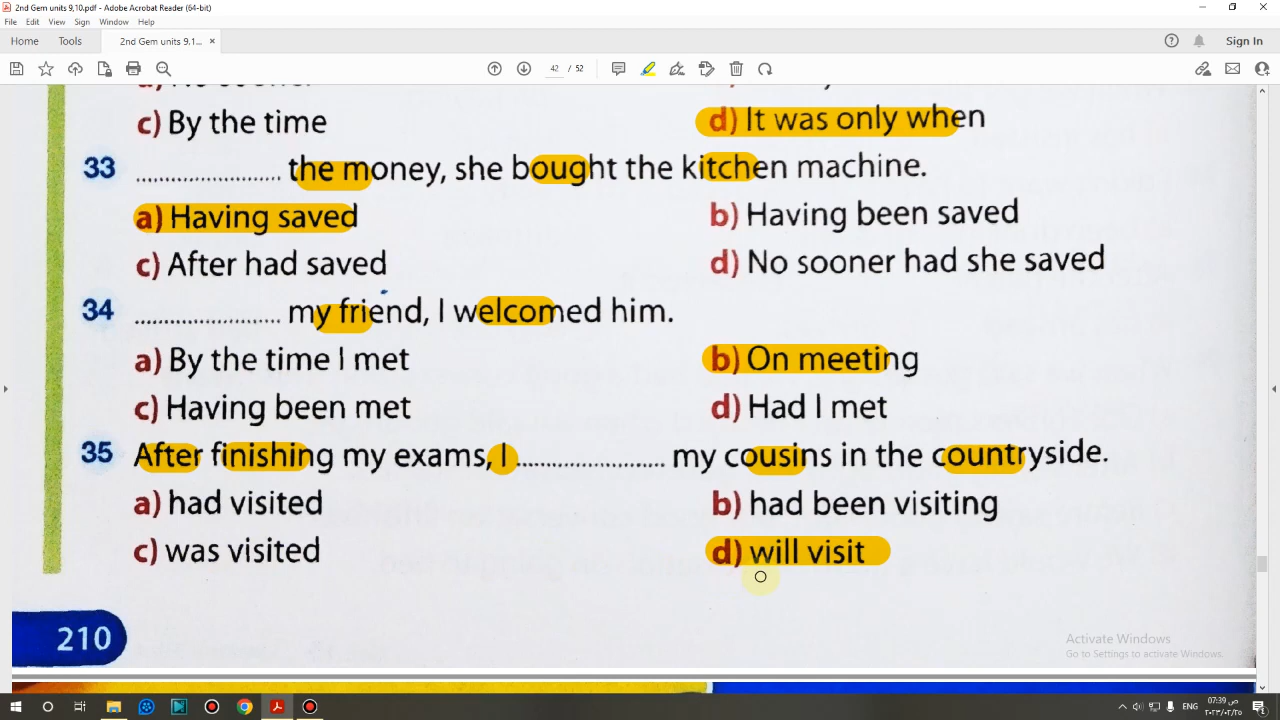 2nd Gem units 9,10.pdf - Adobe Acrobat Reader (64-bit)
File Edit View Sign Window Help
Home Tools 2nd Gem units 9,1... × Sign In
42 / 52
c) By the time d) It was only when
33 .......................... the money, she bought the kitchen machine.
a) Having saved b) Having been saved
c) After had saved d) No sooner had she saved
34 .......................... my friend, I welcomed him.
a) By the time I met b) On meeting
c) Having been met d) Had I met
35 After finishing my exams, I .......................... my cousins in the countryside.
a) had visited b) had been visiting
c) was visited d) will visit
210
Activate Windows
Go to Settings to activate Windows.
ENG ص 07:39
٢٠٢٣/٠٢/٢٥